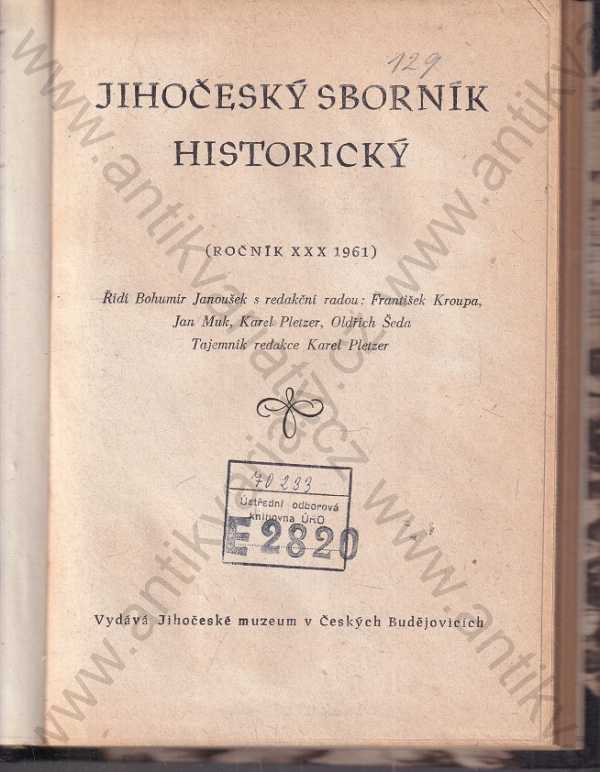 129
JIHOČESKÝ SBORNÍK
HISTORICKÝ
(ROČNÍK XXX 1961)
Řídí Bohumír Janoušek s redakční radou: František Kroupa,
Jan Muk, Karel Pletzer, Oldřich Šeda
Tajemník redakce Karel Pletzer
70 233
Ústřední odborová
knihovna ÚRO
E 2820
Vydává Jihočeské muzeum v Českých Budějovicích
www.antikvariaty.cz